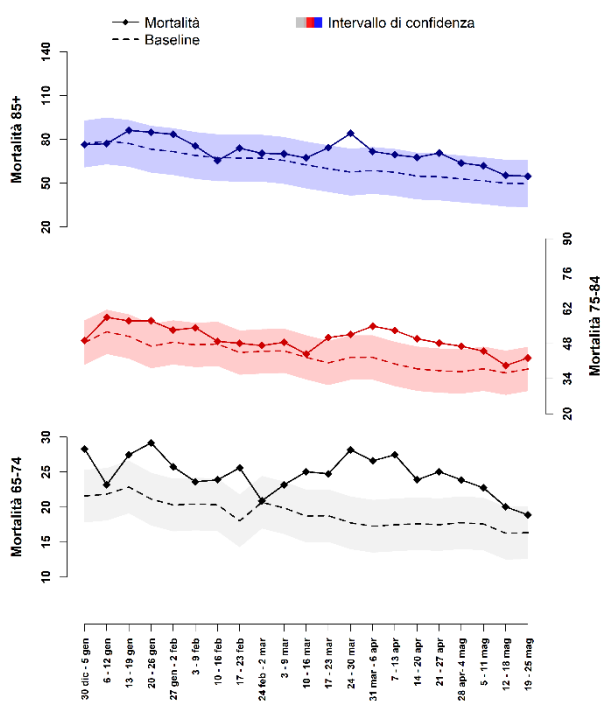 Mortalità
Baseline
Intervallo di confidenza
Mortalità 85+
140
110
80
50
20
Mortalità 75-84
90
76
62
48
34
20
Mortalità 65-74
30
25
20
15
10
30 dic - 5 gen
6 - 12 gen
13 - 19 gen
20 - 26 gen
27 gen - 2 feb
3 - 9 feb
10 - 16 feb
17 - 23 feb
24 feb - 2 mar
3 - 9 mar
10 - 16 mar
17 - 23 mar
24 - 30 mar
31 mar - 6 apr
7 - 13 apr
14 - 20 apr
21 - 27 apr
28 apr - 4 mag
5 - 11 mag
12 - 18 mag
19 - 25 mag